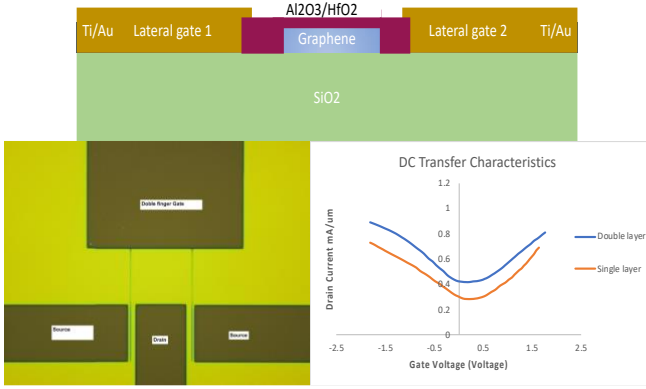 Al2O3/HfO2
Ti/Au Lateral gate 1 Graphene Lateral gate 2 Ti/Au
SiO2
Doble finger Gate
Source
Drain
Source
DC Transfer Characteristics
Drain Current mA/um
1.2
1
0.8
0.6
0.4
0.2
0
-2.5 -1.5 -0.5 0.5 1.5 2.5
Gate Voltage (Voltage)
Double layer
Single layer